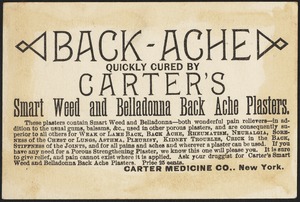 BACK-ACHE
QUICKLY CURED BY
CARTER'S
Smart Weed and Belladonna Back Ache Plasters.
These plasters contain Smart Weed and Belladonna—both wonderful pain relievers—in ad-
dition to the usual gums, balsams, &c., used in other porous plasters, and are consequently su-
perior to all others for WEAK or LAME BACK, BACK ACHE, RHEUMATISM, NEURALGIA, SORE-
NESS of the CHEST or LUNGS, ASTHMA, PLEURISY, KIDNEY TROUBLES, CRICK in the BACK,
STIFFNESS of the JOINTS, and for all pains and aches and wherever a plaster can be used. If you
have any need for a Porous Strengthening Plaster, we know this one will please you. It is sure
to give relief, and pain cannot exist where it is applied. Ask your druggist for Carter's Smart
Weed and Belladonna Back Ache Plasters. Price 25 cents.
CARTER MEDICINE CO., New York.